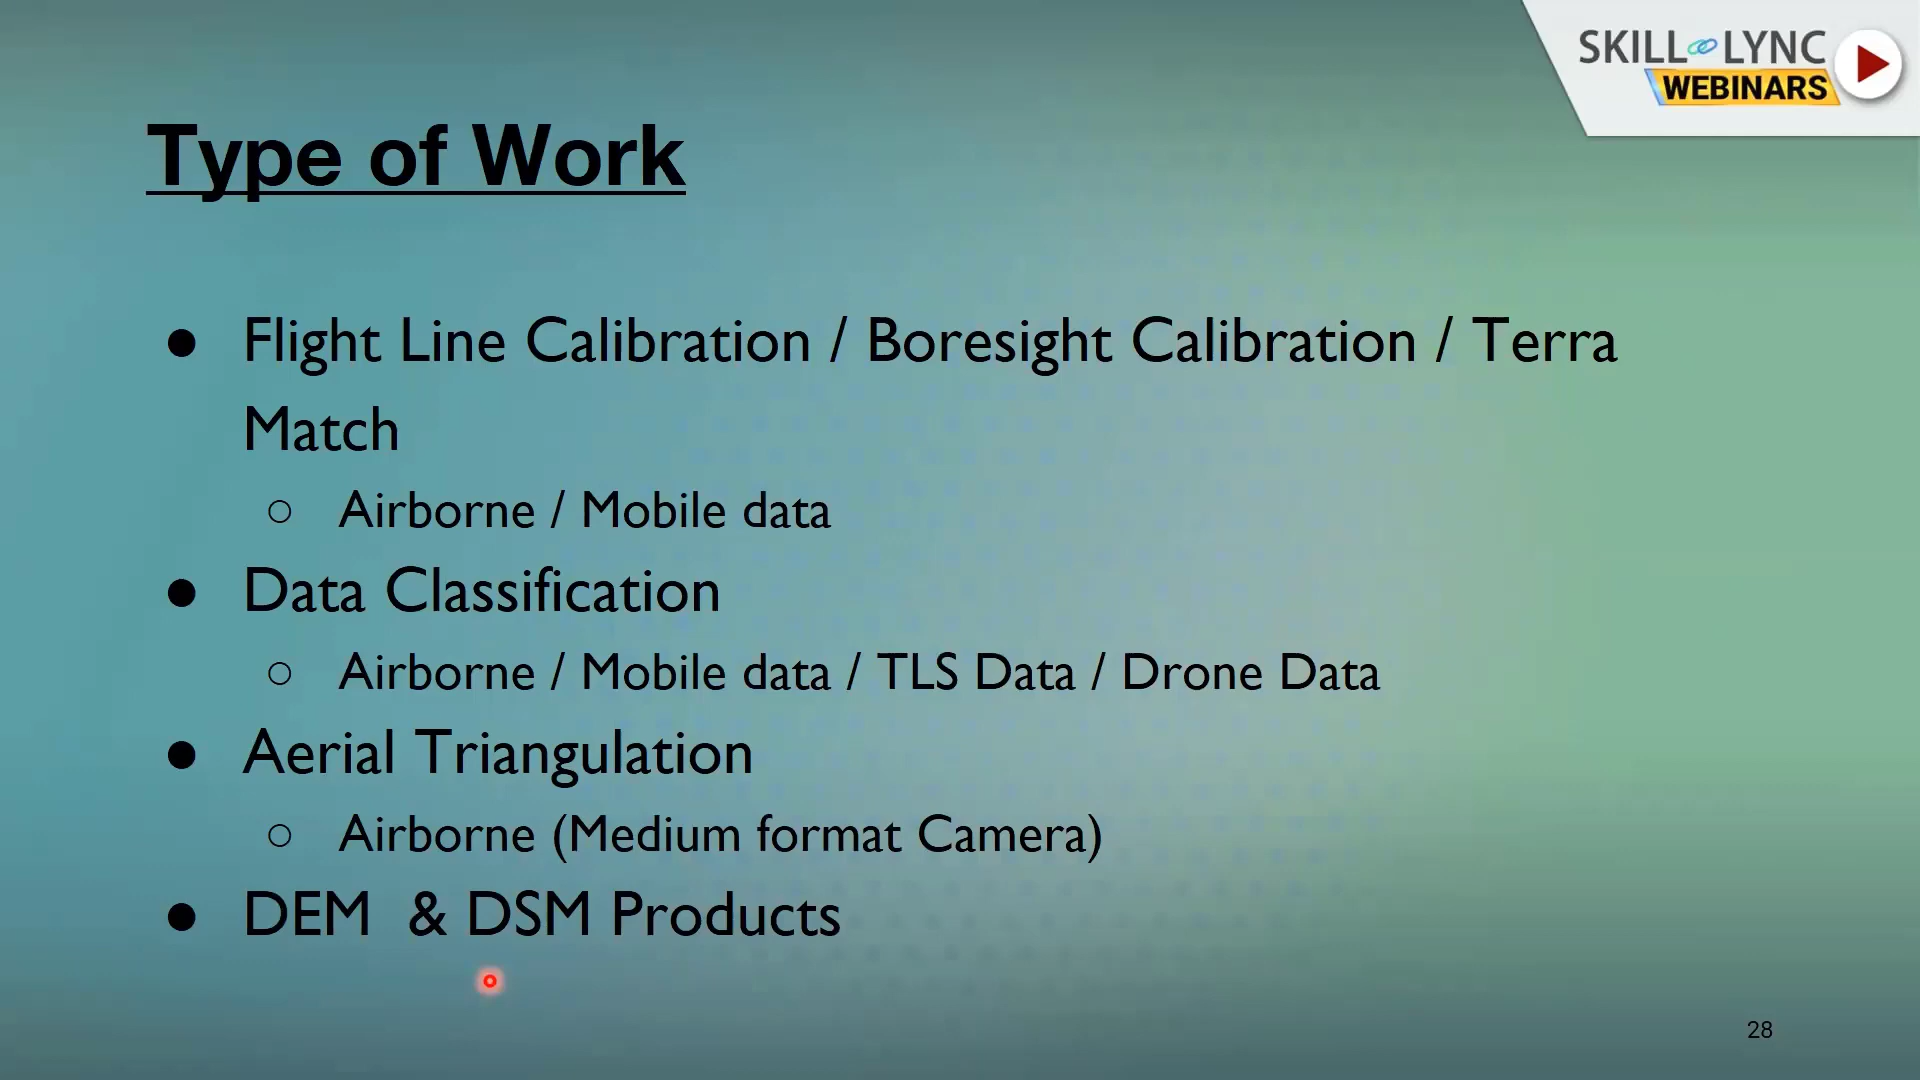 SKILL LYNC
WEBINARS
Type of Work
● Flight Line Calibration / Boresight Calibration / Terra
Match
○ Airborne / Mobile data
● Data Classification
○ Airborne / Mobile data / TLS Data / Drone Data
● Aerial Triangulation
○ Airborne (Medium format Camera)
● DEM & DSM Products
28